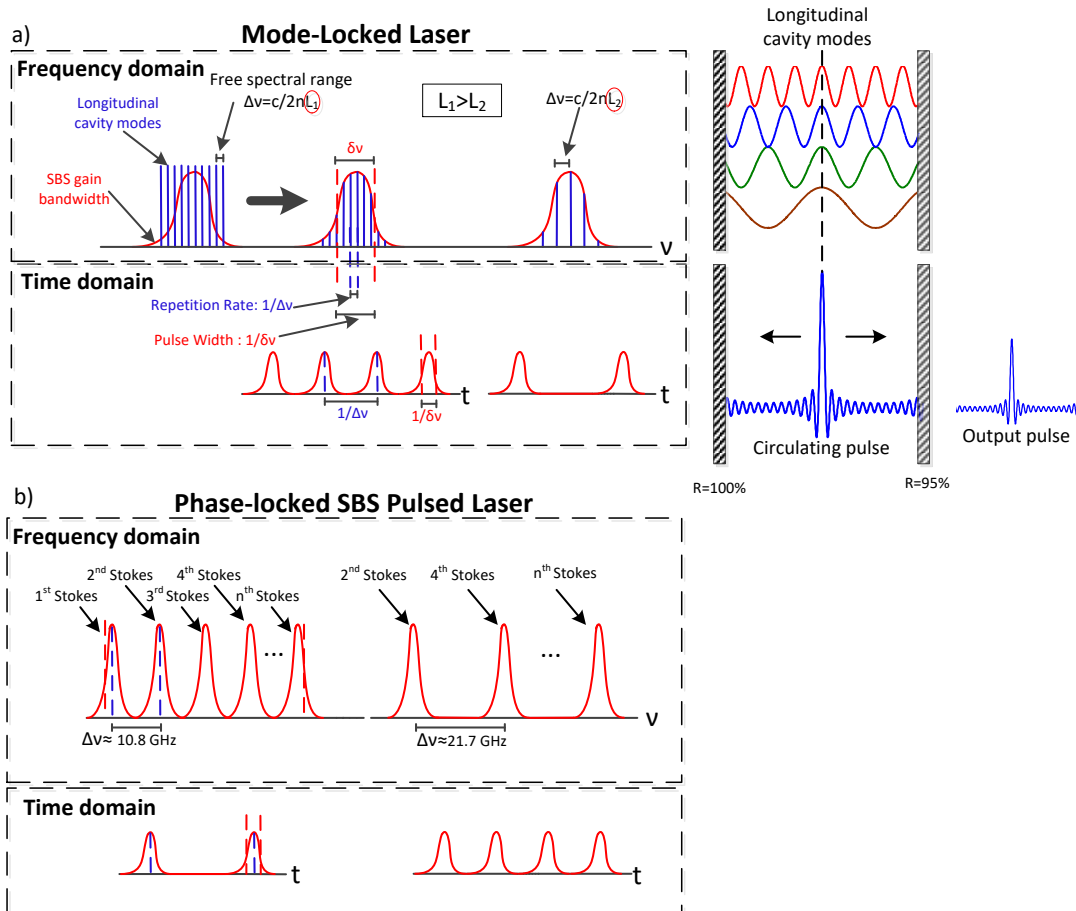 a)
Mode-Locked Laser
Frequency domain
Free spectral range
Δν=c/2nL₁
Longitudinal
cavity modes
SBS gain
bandwidth
L₁>L₂
δν
Δν=c/2nL₂
ν
Time domain
Repetition Rate: 1/Δν
Pulse Width : 1/δν
t
t
1/Δν
1/δν
Longitudinal
cavity modes
Circulating pulse
Output pulse
R=100%
R=95%
b)
Phase-locked SBS Pulsed Laser
Frequency domain
1st Stokes
2nd Stokes
3rd Stokes
4th Stokes
nth Stokes
...
2nd Stokes
4th Stokes
nth Stokes
...
ν
Δν≈ 10.8 GHz
Δν≈21.7 GHz
Time domain
t
t